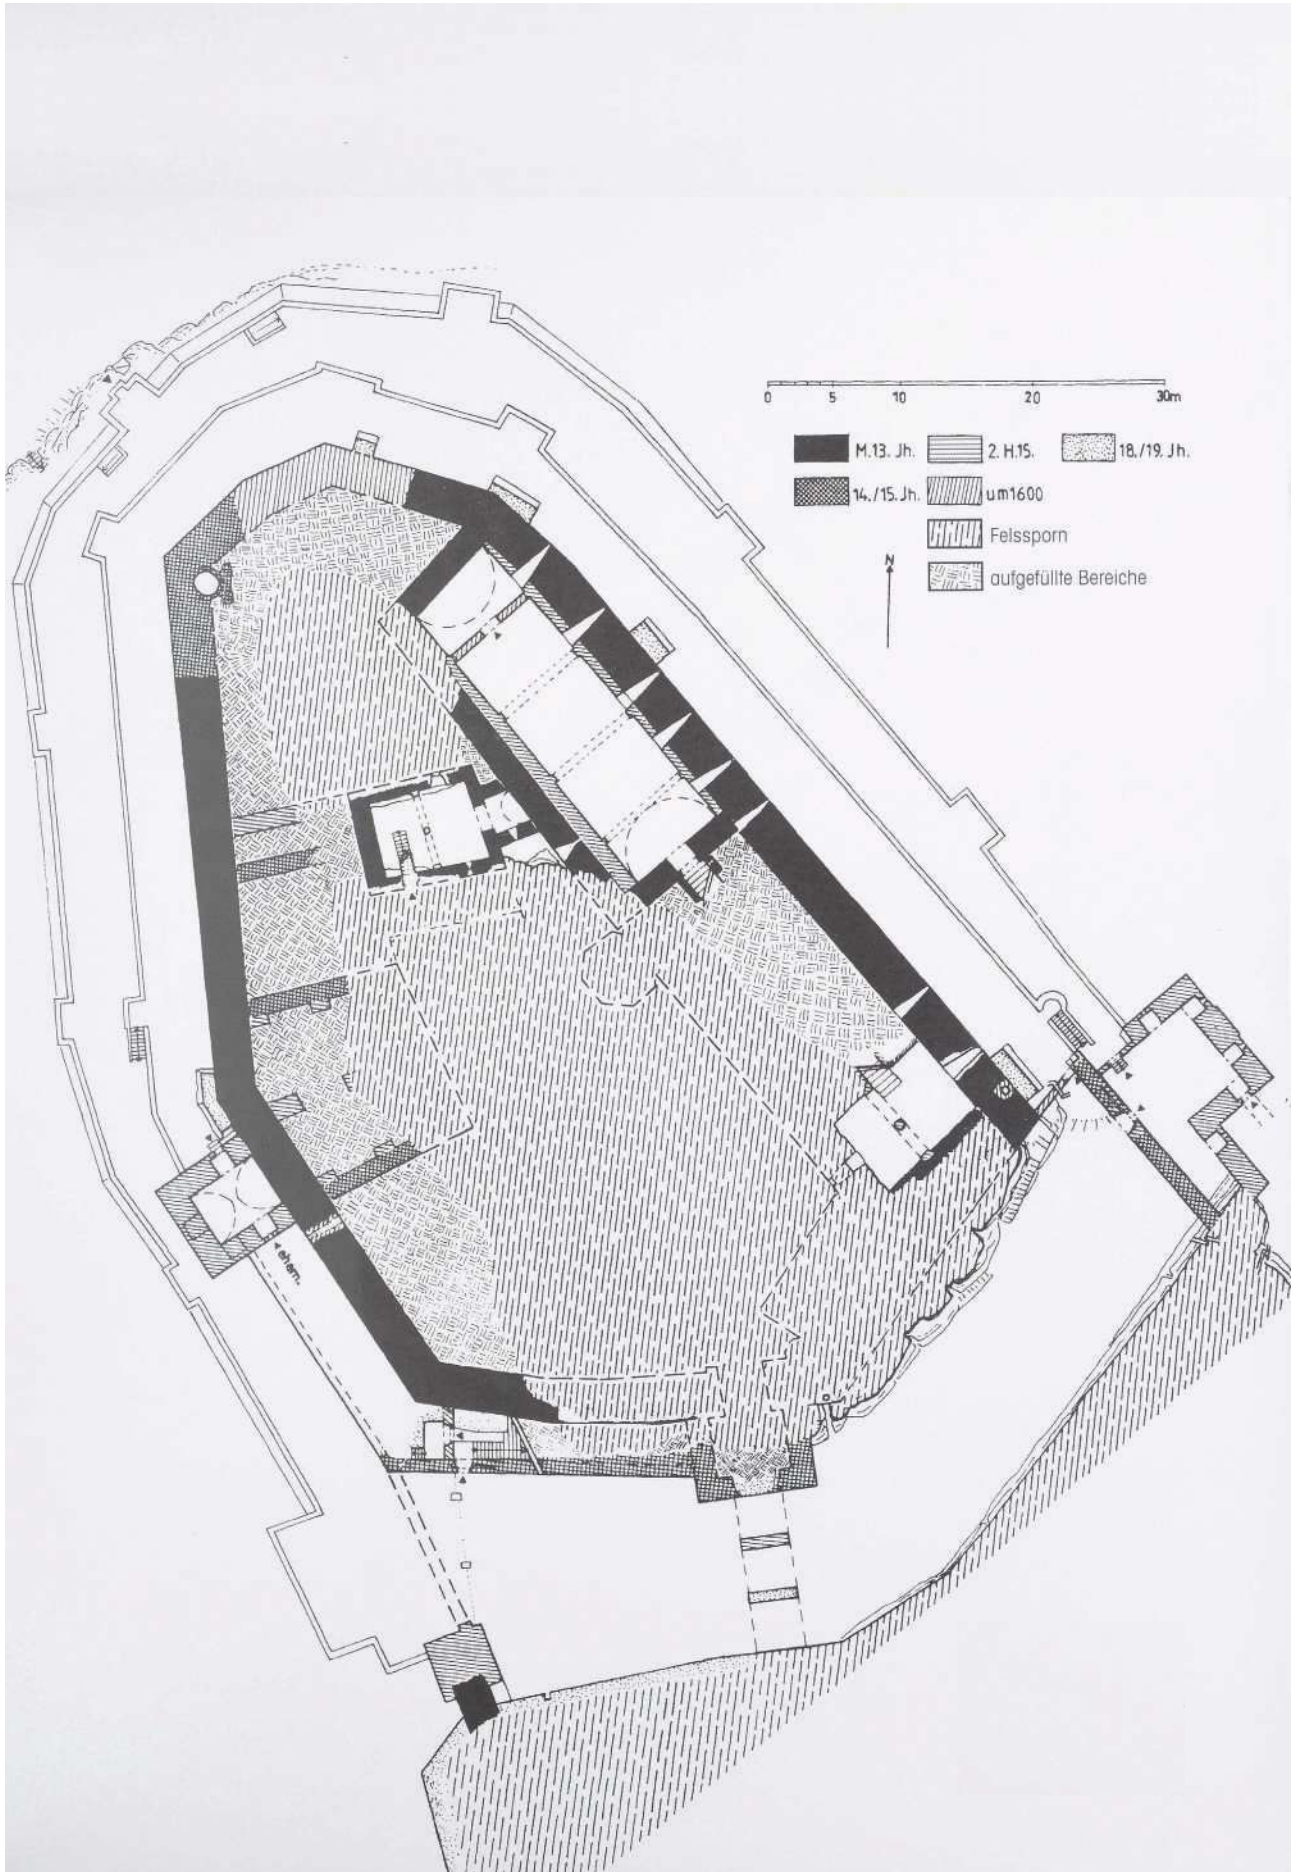 0 5 10 20 30m
M.13. Jh. 2. H.15. 18./19. Jh.
14./15. Jh. um1600
Felssporn
N
aufgefüllte Bereiche
ehem.